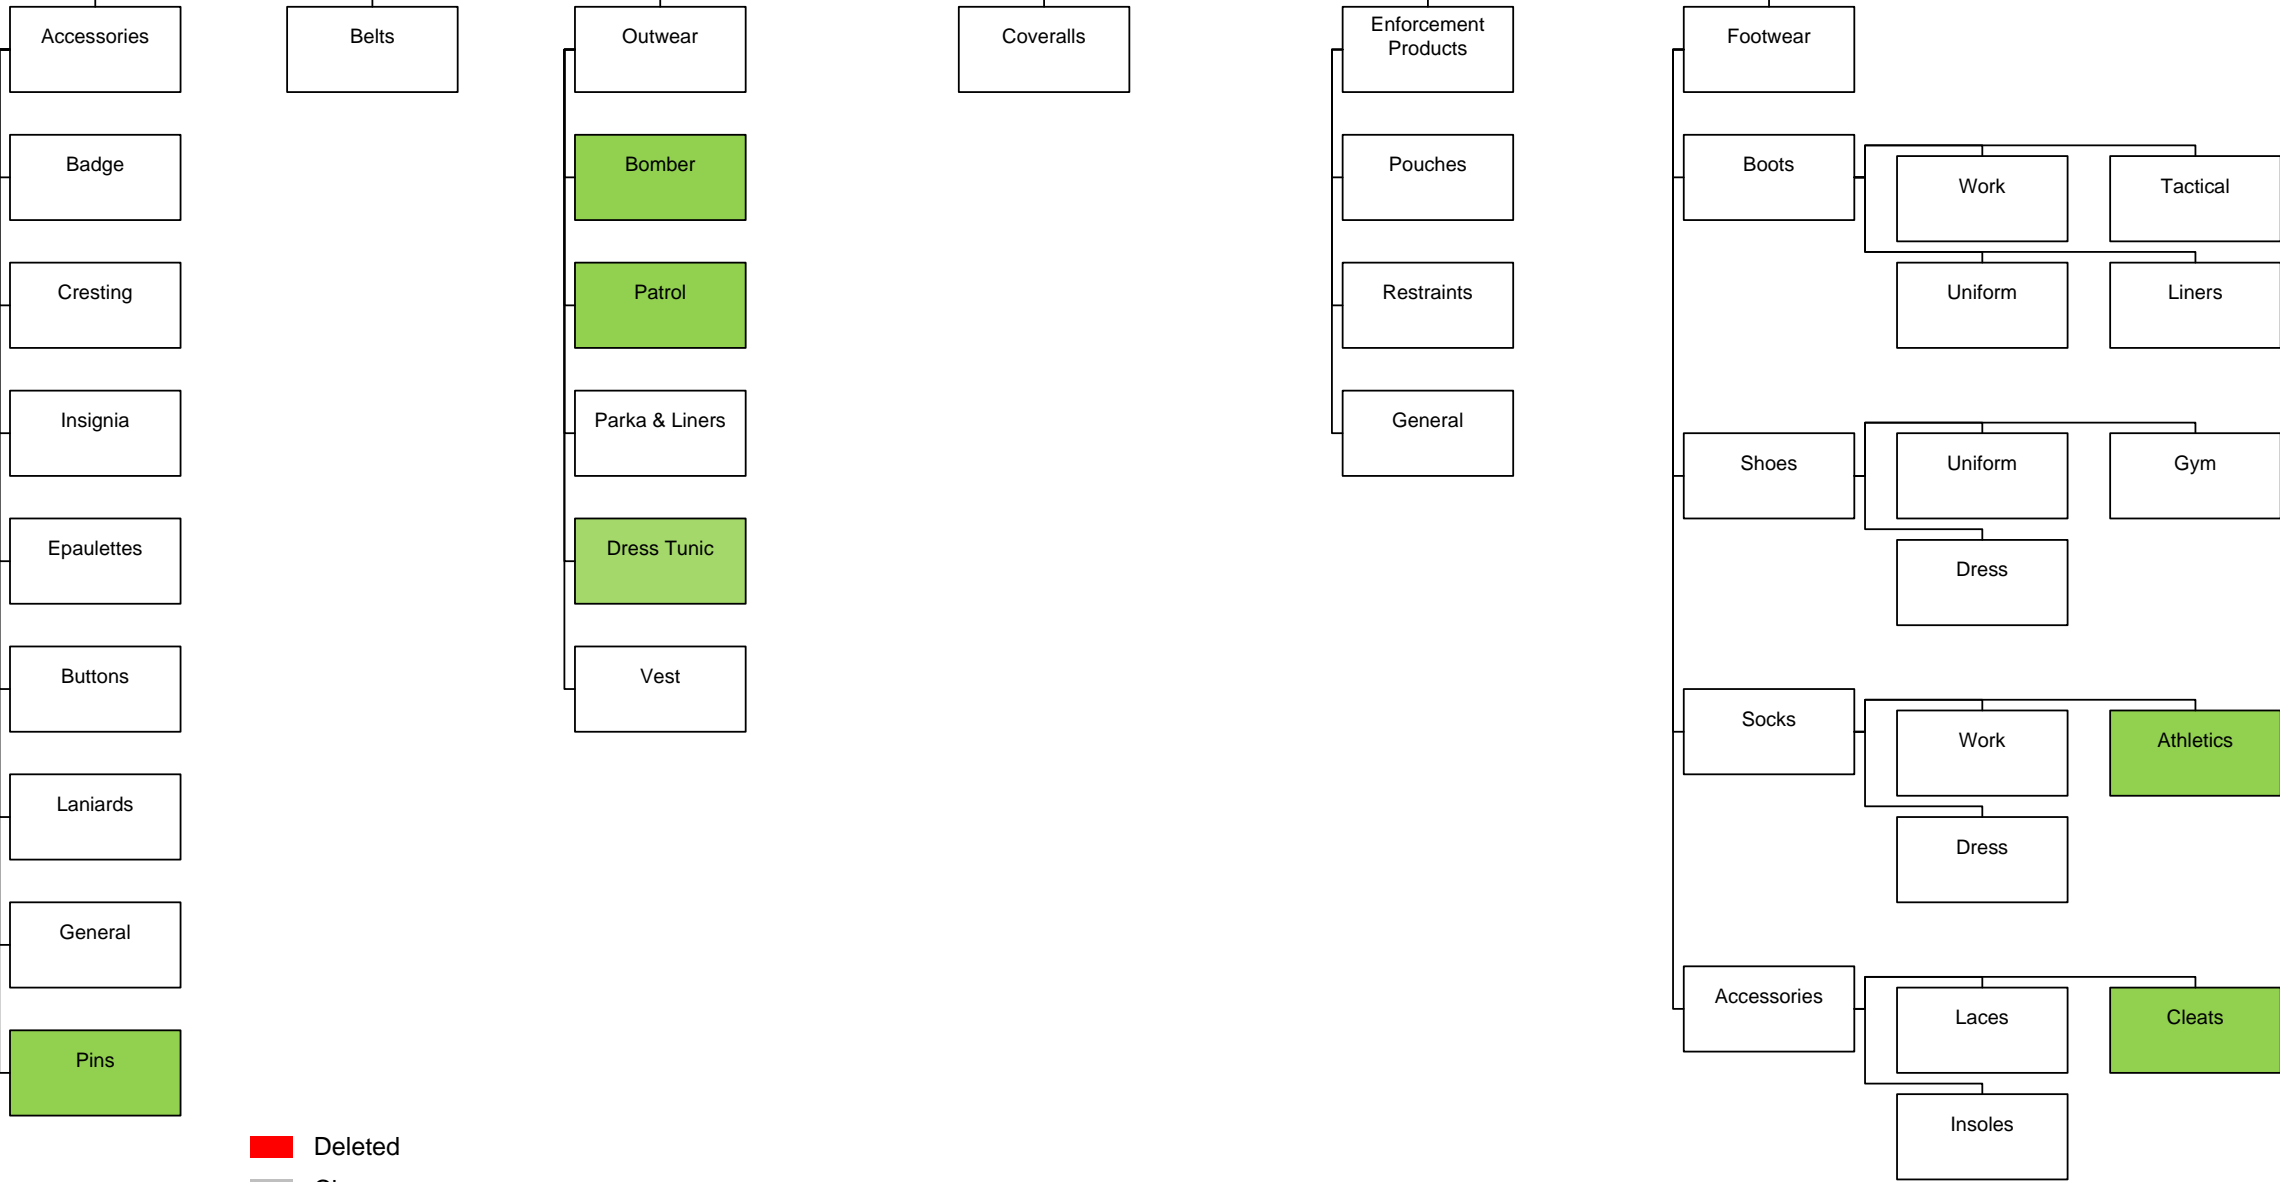 Accessories
Belts
Outwear
Coveralls
Enforcement
Products
Footwear
Badge
Bomber
Pouches
Boots
Work
Tactical
Cresting
Patrol
Restraints
Uniform
Liners
Insignia
Parka & Liners
General
Shoes
Uniform
Gym
Epaulettes
Dress Tunic
Dress
Buttons
Vest
Socks
Work
Athletics
Laniards
Dress
General
Accessories
Laces
Cleats
Pins
Insoles
Deleted